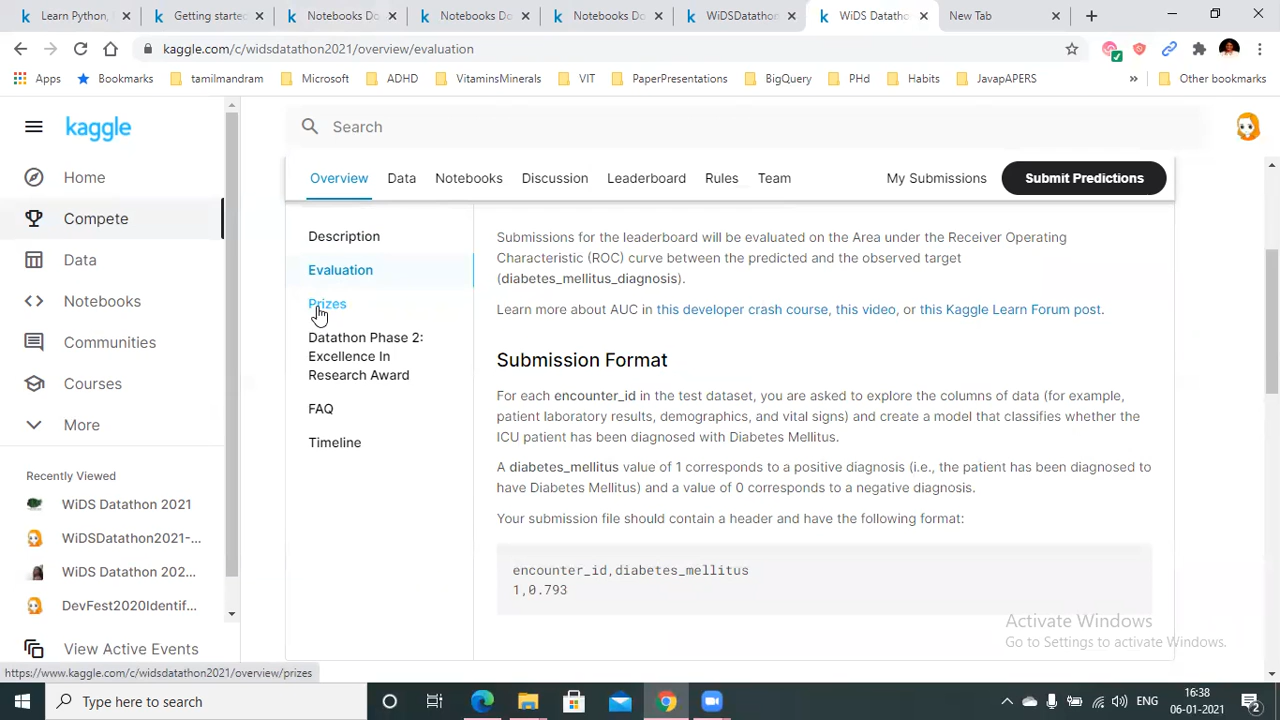 Learn Python,
Getting started
Notebooks Do
Notebooks Do
Notebooks Do
WiDSDatathon
WiDS Datatho
New Tab
kaggle.com/c/widsdatathon2021/overview/evaluation
Apps
Bookmarks
tamilmandram
Microsoft
ADHD
VitaminsMinerals
VIT
PaperPresentations
BigQuery
PHd
Habits
JavapAPERS
»
Other bookmarks
kaggle
Search
Home
Compete
Data
Notebooks
Communities
Courses
More
Recently Viewed
WiDS Datathon 2021
WiDSDatathon2021-...
WiDS Datathon 202...
DevFest2020Identif...
View Active Events
Overview
Data
Notebooks
Discussion
Leaderboard
Rules
Team
My Submissions
Submit Predictions
Description
Evaluation
Prizes
Datathon Phase 2:
Excellence In
Research Award
FAQ
Timeline
Submissions for the leaderboard will be evaluated on the Area under the Receiver Operating
Characteristic (ROC) curve between the predicted and the observed target
(diabetes_mellitus_diagnosis).
Learn more about AUC in this developer crash course, this video, or this Kaggle Learn Forum post.
Submission Format
For each encounter_id in the test dataset, you are asked to explore the columns of data (for example,
patient laboratory results, demographics, and vital signs) and create a model that classifies whether the
ICU patient has been diagnosed with Diabetes Mellitus.
A diabetes_mellitus value of 1 corresponds to a positive diagnosis (i.e., the patient has been diagnosed to
have Diabetes Mellitus) and a value of 0 corresponds to a negative diagnosis.
Your submission file should contain a header and have the following format:
encounter_id,diabetes_mellitus
1,0.793
Activate Windows
Go to Settings to activate Windows.
https://www.kaggle.com/c/widsdatathon2021/overview/prizes
Type here to search
ENG
16:38
06-01-2021
2